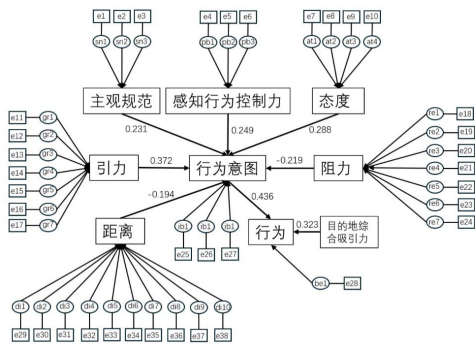 e1 e2 e3 e4 e5 e6 e7 e8 e9 e10
sn1 sn2 sn3 pb1 pb2 pb3 at1 at2 at3 at4
主观规范 感知行为控制力 态度
0.231 0.249 0.288
e11 gr1 re1 e18
e12 gr2 re2 e19
e13 gr3 re3 e20
e14 gr4 re4 e21
e15 gr5 re5 e22
e16 gr6 re6 e23
e17 gr7 re7 e24
引力 0.372 行为意图 -0.219 阻力
-0.194 0.436
距离 ib1 ib1 ib1 行为 0.323 目的地综
合吸引力
e25 e26 e27
be1 e28
di1 di2 di3 di4 di5 di6 di7 di8 di9 di10
e29 e30 e31 e32 e33 e34 e35 e36 e37 e38